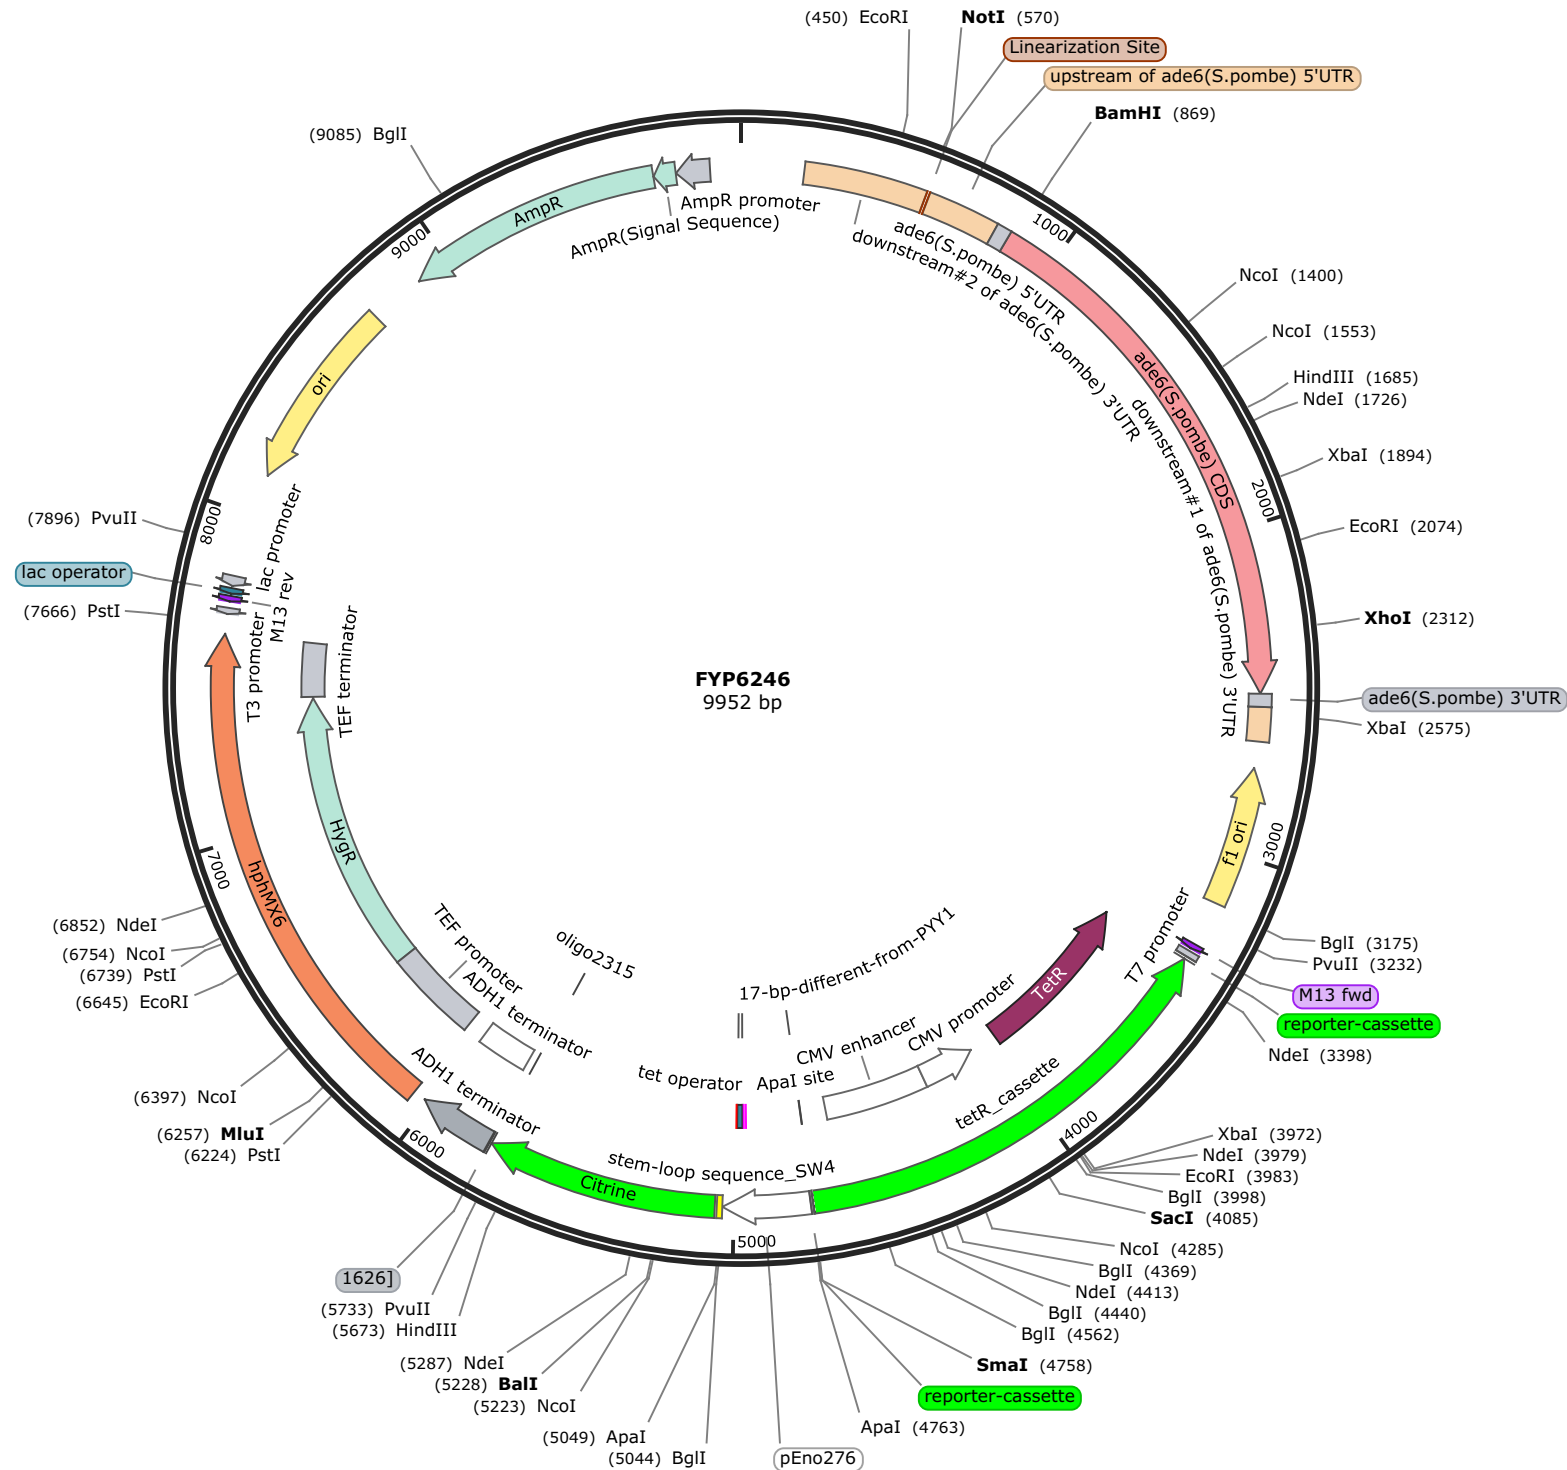 (450) EcoRI
NotI (570)
Linearization Site
upstream of ade6(S.pombe) 5'UTR
BamHI (869)
(9085) BglI
1000
NcoI (1400)
NcoI (1553)
HindIII (1685)
NdeI (1726)
XbaI (1894)
2000
EcoRI (2074)
XhoI (2312)
ade6(S.pombe) 3'UTR
XbaI (2575)
3000
BglI (3175)
PvuII (3232)
M13 fwd
reporter-cassette
NdeI (3398)
4000
XbaI (3972)
NdeI (3979)
EcoRI (3983)
BglI (3998)
SacI (4085)
NcoI (4285)
BglI (4369)
NdeI (4413)
BglI (4440)
BglI (4562)
SmaI (4758)
reporter-cassette
ApaI (4763)
pEno276
5000
(5044) BglI
(5049) ApaI
(5223) NcoI
(5228) BalI
(5287) NdeI
(5673) HindIII
(5733) PvuII
1626]
6000
(6224) PstI
(6257) MluI
(6397) NcoI
(6645) EcoRI
(6739) PstI
(6754) NcoI
(6852) NdeI
7000
(7666) PstI
lac operator
(7896) PvuII
8000
9000
AmpR
AmpR promoter
AmpR(Signal Sequence)
ade6(S.pombe) 5'UTR
downstream#2 of ade6(S.pombe) 3'UTR
ade6(S.pombe) CDS
downstream#1 of ade6(S.pombe) 3'UTR
f1 ori
T7 promoter
TetR
tetR_cassette
CMV promoter
CMV enhancer
17-bp-different-from-PYY1
ApaI site
tet operator
stem-loop sequence_SW4
Citrine
oligo2315
ADH1 terminator
ADH1 terminator
TEF promoter
hphMX6
HygR
TEF terminator
T3 promoter
M13 rev
lac promoter
ori
FYP6246
9952 bp